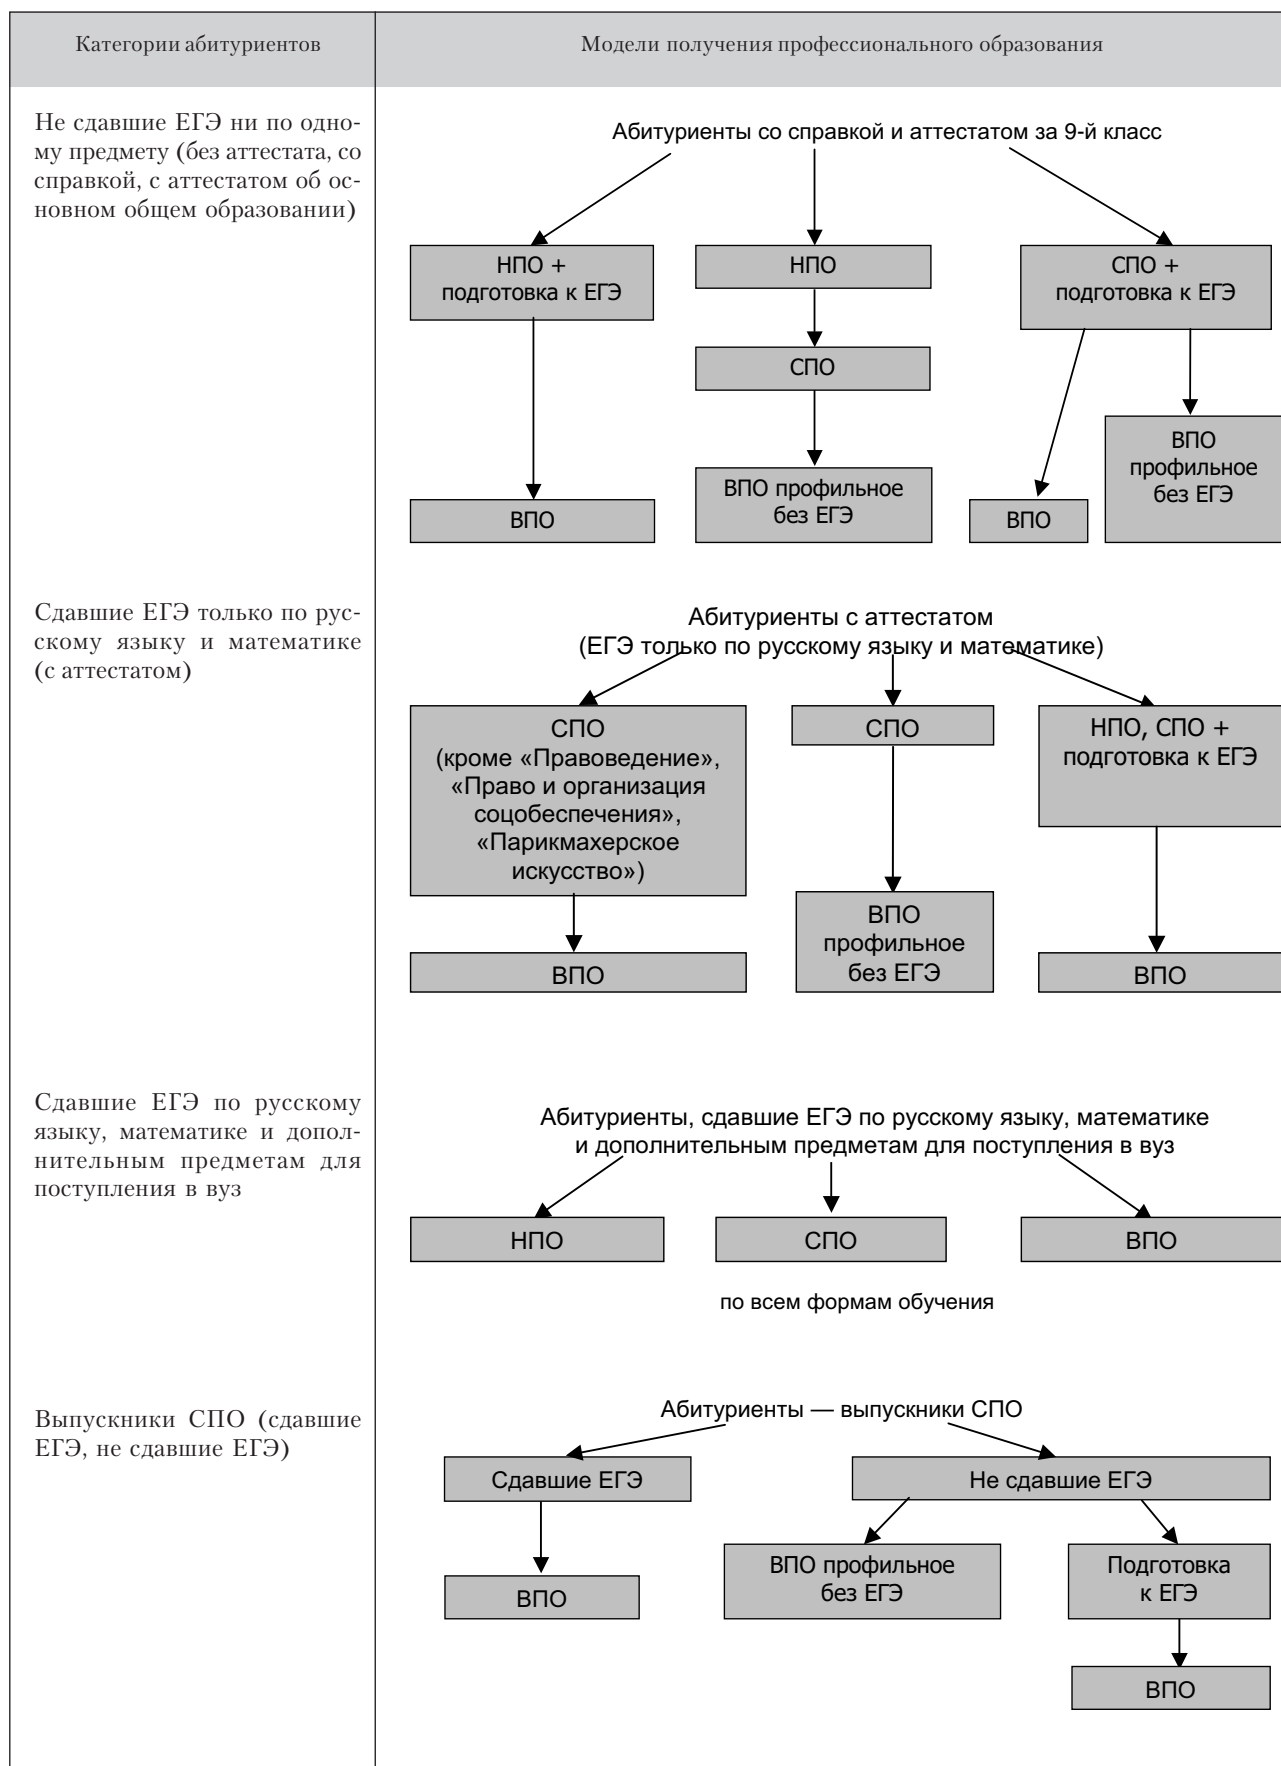 Категории абитуриентов
Модели получения профессионального образования
Не сдавшие ЕГЭ ни по одно-
му предмету (без аттестата, со
справкой, с аттестатом об ос-
новном общем образовании)
Абитуриенты со справкой и аттестатом за 9-й класс
НПО +
подготовка к ЕГЭ
НПО
СПО +
подготовка к ЕГЭ
СПО
ВПО
профильное
без ЕГЭ
ВПО профильное
без ЕГЭ
ВПО
ВПО
Сдавшие ЕГЭ только по рус-
скому языку и математике
(с аттестатом)
Абитуриенты с аттестатом
(ЕГЭ только по русскому языку и математике)
СПО
(кроме «Правоведение»,
«Право и организация
соцобеспечения»,
«Парикмахерское
искусство»)
СПО
НПО, СПО +
подготовка к ЕГЭ
ВПО
ВПО
профильное
без ЕГЭ
ВПО
Сдавшие ЕГЭ по русскому
языку, математике и допол-
нительным предметам для
поступления в вуз
Абитуриенты, сдавшие ЕГЭ по русскому языку, математике
и дополнительным предметам для поступления в вуз
НПО
СПО
ВПО
по всем формам обучения
Выпускники СПО (сдавшие
ЕГЭ, не сдавшие ЕГЭ)
Абитуриенты — выпускники СПО
Сдавшие ЕГЭ
Не сдавшие ЕГЭ
ВПО
ВПО профильное
без ЕГЭ
Подготовка
к ЕГЭ
ВПО